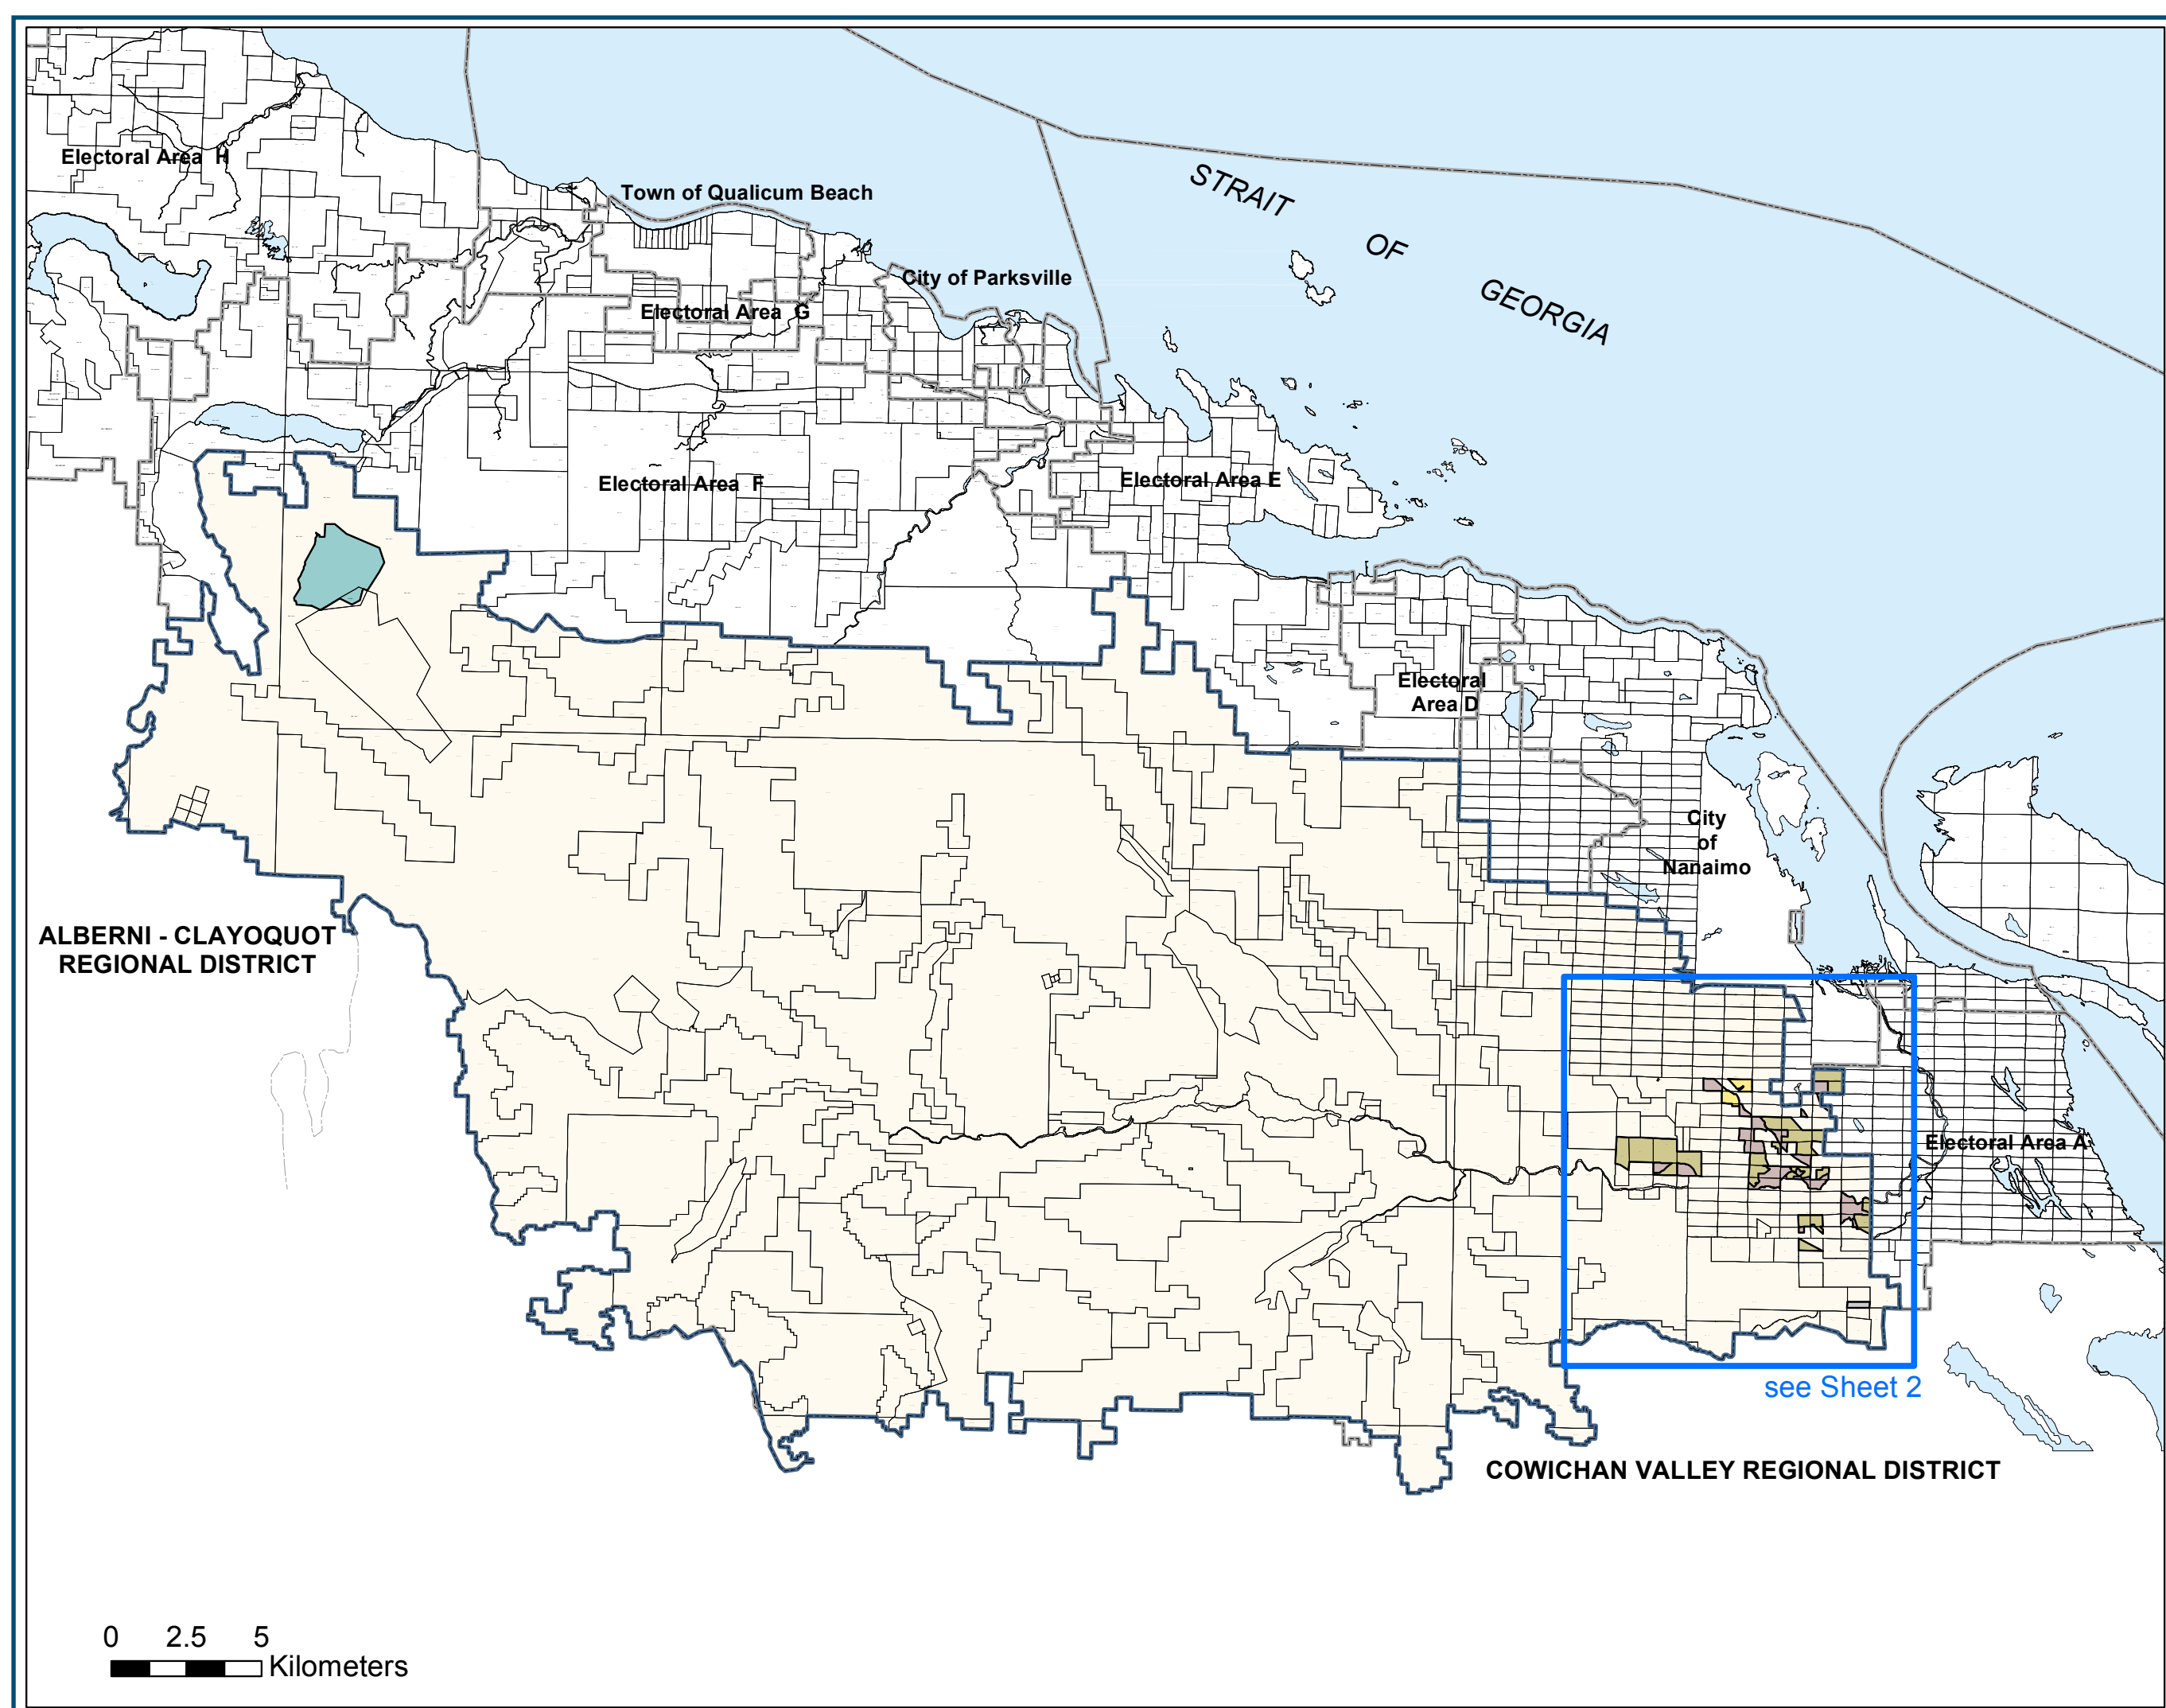 Electoral Area H
Town of Qualicum Beach
STRAIT
OF
GEORGIA
City of Parksville
Electoral Area G
Electoral Area F
Electoral Area E
Electoral
Area D
City
of
Nanaimo
ALBERNI - CLAYOQUOT
REGIONAL DISTRICT
Electoral Area A
see Sheet 2
COWICHAN VALLEY REGIONAL DISTRICT
0 2.5 5
Kilometers